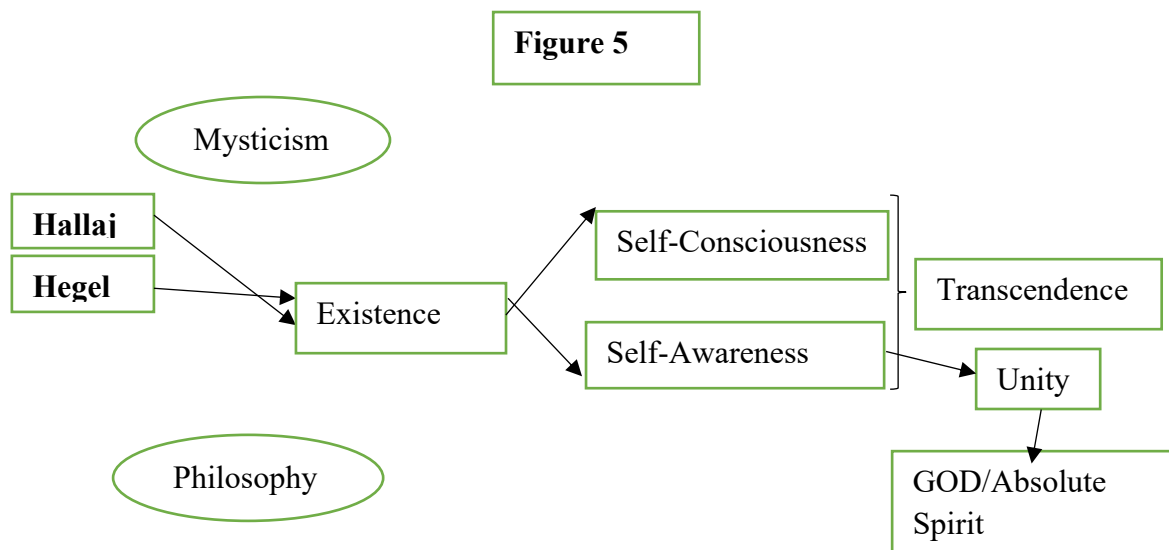 Figure 5
Mysticism
Hallaj
Hegel
Existence
Self-Consciousness
Self-Awareness
Transcendence
Unity
Philosophy
GOD/Absolute
Spirit